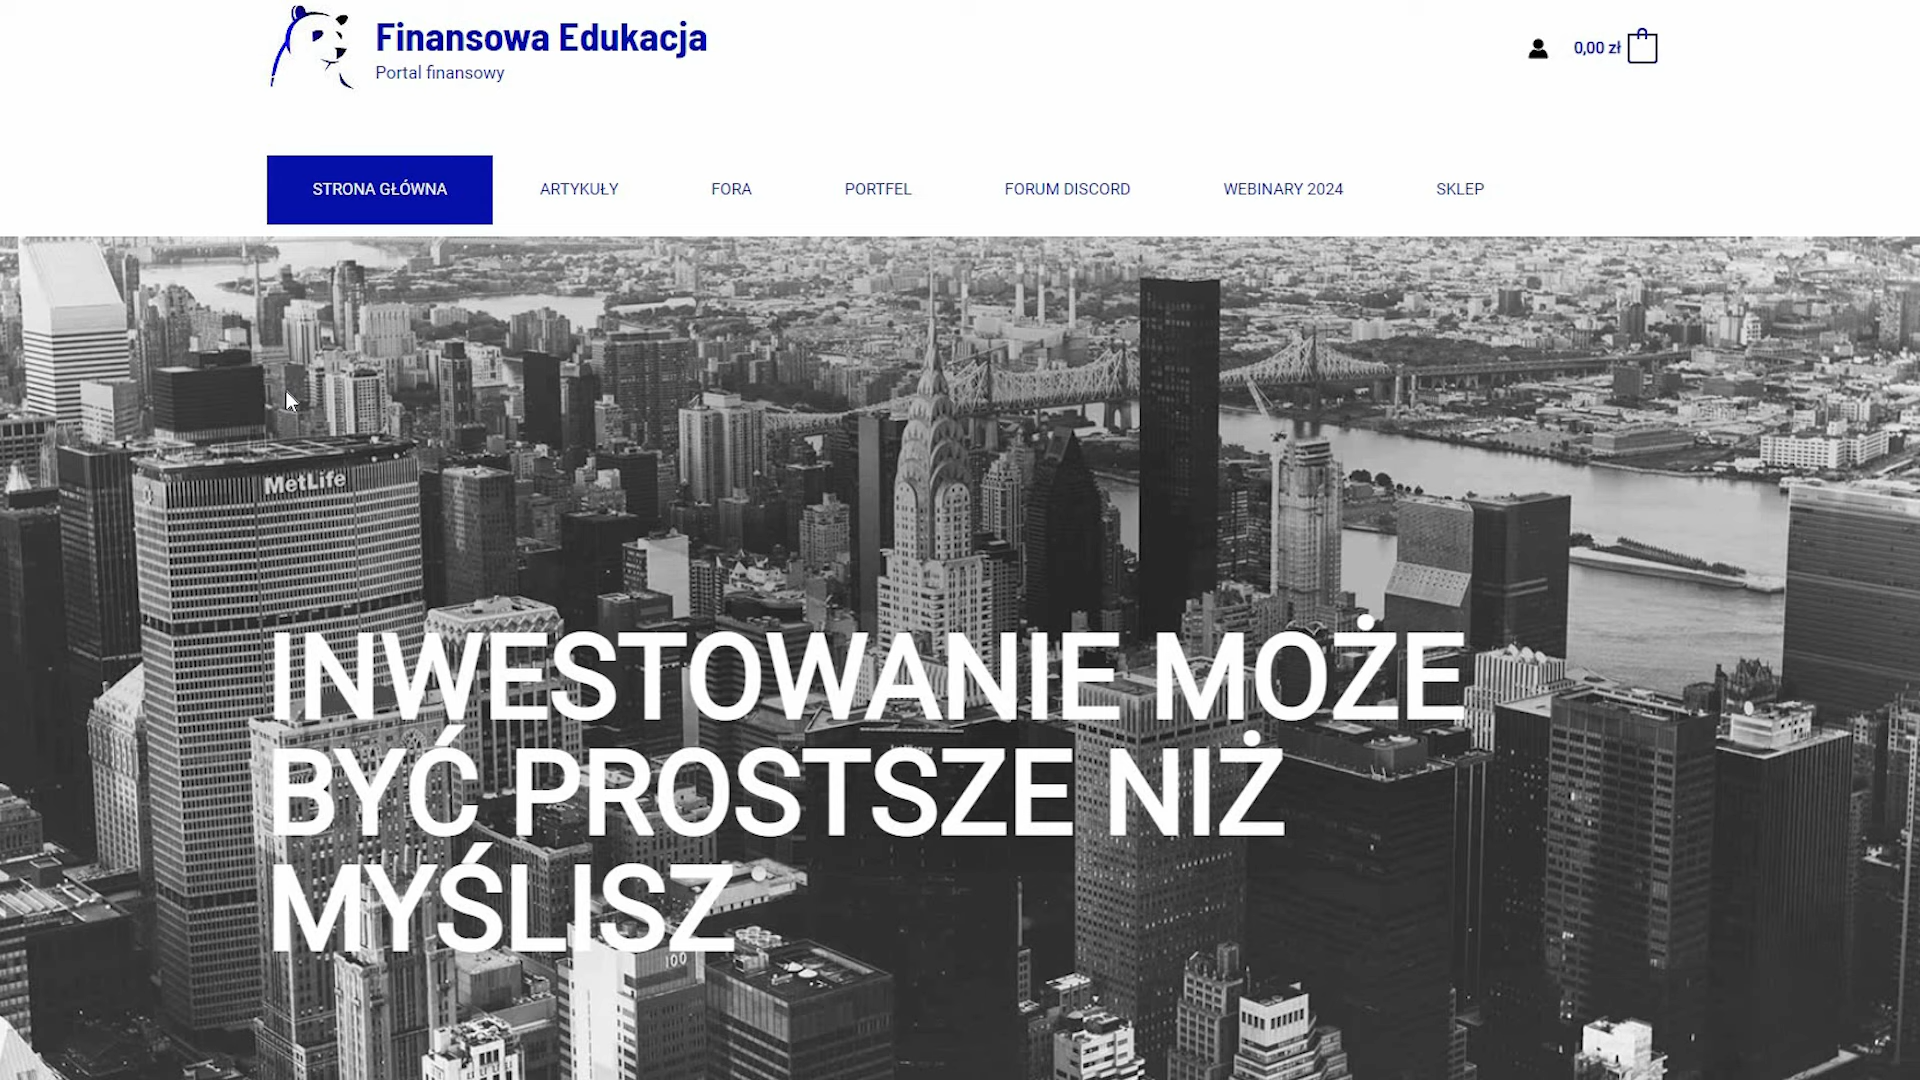 Finansowa Edukacja
Portal finansowy
0,00 zł
STRONA GŁÓWNA
ARTYKUŁY
FORA
PORTFEL
FORUM DISCORD
WEBINARY 2024
SKLEP
MetLife
INWESTOWANIE MOŻE
BYĆ PROSTSZE NIŻ
MYŚLISZ
100